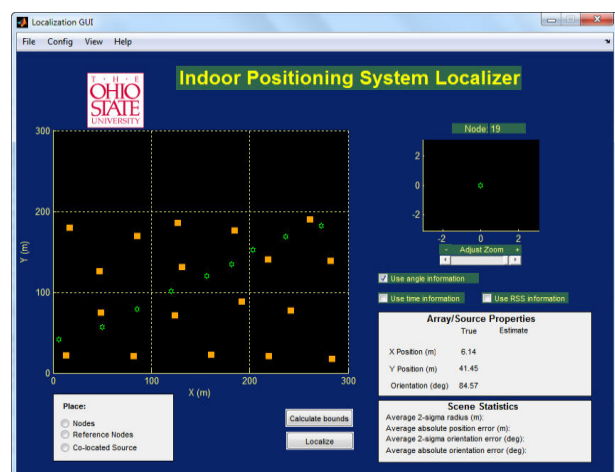 Localization GUI
File Config View Help
T · H · E
OHIO
STATE
UNIVERSITY
Indoor Positioning System Localizer
300
200
100
0
0 100 200 300
Y (m)
X (m)
Node: 19
2
0
-2
-2 0 2
- Adjust Zoom +
Use angle information
Use time information Use RSS information
Array/Source Properties
True Estimate
X Position (m) 6.14
Y Position (m) 41.45
Orientation (deg) 84.57
Place:
Nodes
Reference Nodes
Co-located Source
Calculate bounds
Localize
Scene Statistics
Average 2-sigma radius (m):
Average absolute position error (m):
Average 2-sigma orientation error (deg):
Average absolute orientation error (deg):